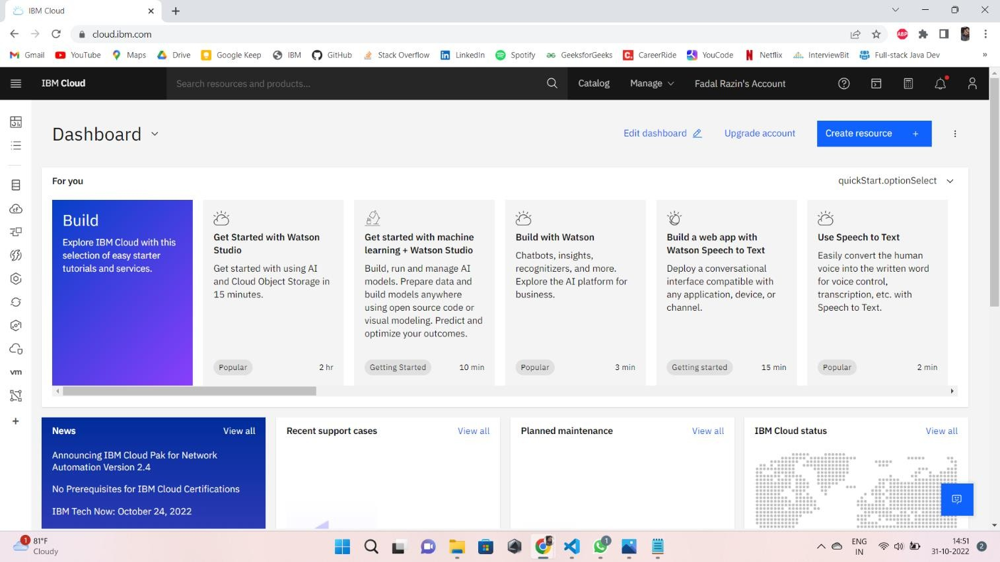 IBM Cloud
cloud.ibm.com
ABP
Gmail YouTube Maps Drive Google Keep IBM GitHub Stack Overflow LinkedIn Spotify GeeksforGeeks CareerRide YouCode Netflix InterviewBit Full-stack Java Dev »
IBM Cloud Search resources and products... Catalog Manage Fadal Razin's Account
Dashboard Edit dashboard Upgrade account Create resource +
For you quickStart.optionSelect
Build
Explore IBM Cloud with this
selection of easy starter
tutorials and services.
Get Started with Watson
Studio
Get started with using AI
and Cloud Object Storage in
15 minutes.
Popular 2 hr
Get started with machine
learning + Watson Studio
Build, run and manage AI
models. Prepare data and
build models anywhere
using open source code or
visual modeling. Predict and
optimize your outcomes.
Getting Started 10 min
Build with Watson
Chatbots, insights,
recognitizers, and more.
Explore the AI platform for
business.
Popular 3 min
Build a web app with
Watson Speech to Text
Deploy a conversational
interface compatible with
any application, device, or
channel.
Getting started 15 min
Use Speech to Text
Easily convert the human
voice into the written word
for voice control,
transcription, etc. with
Speech to Text.
Popular 2 min
vm
News View all
Announcing IBM Cloud Pak for Network
Automation Version 2.4
No Prerequisites for IBM Cloud Certifications
IBM Tech Now: October 24, 2022
Recent support cases View all
Planned maintenance View all
IBM Cloud status View all
1
81°F
Cloudy
1
ENG
IN
14:51
31-10-2022
2